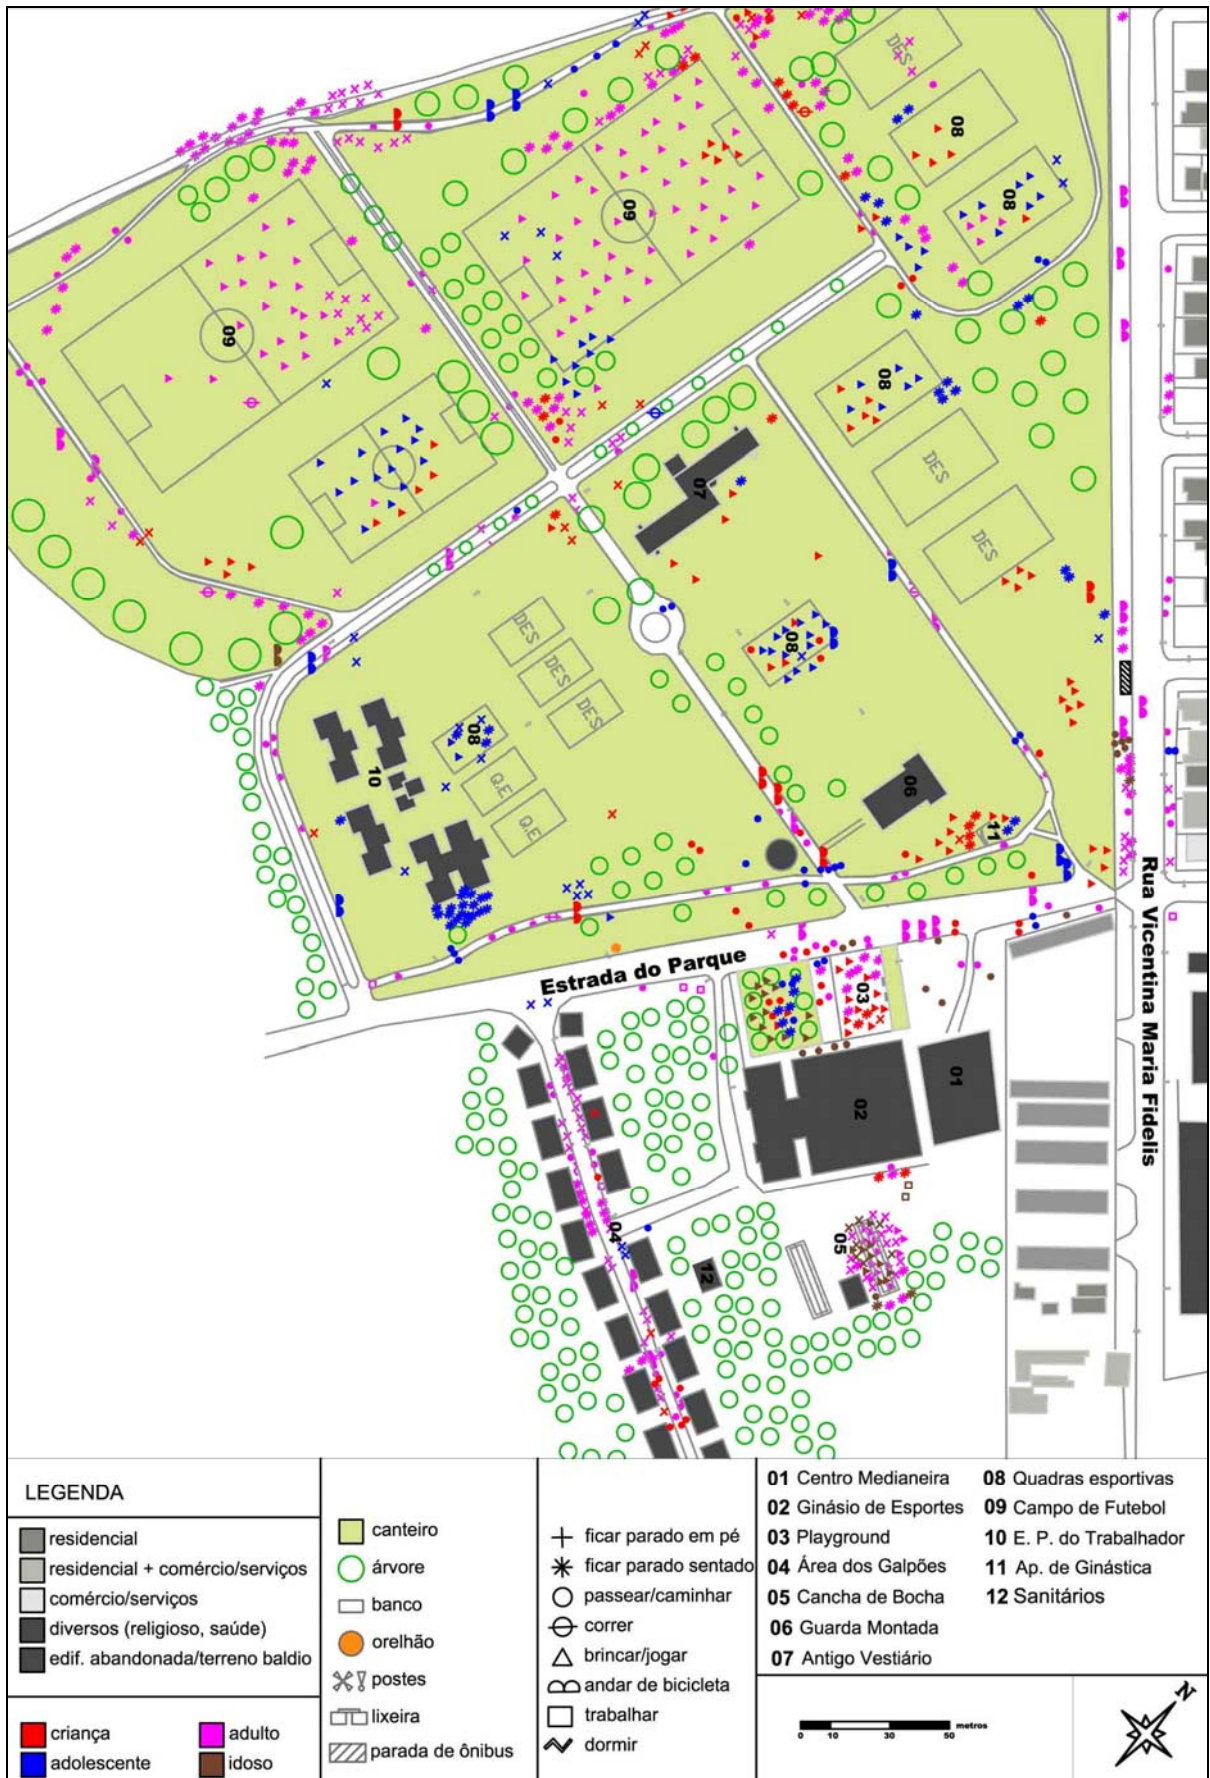 DES
08
08
09
09
08
DES
07
DES
DES
DES
DES
08
08
10
Q.E
Q.E
06
11
Rua Vicentina Maria Fidelis
Estrada do Parque
03
01
02
04
05
12
LEGENDA
residencial
residencial + comércio/serviços
comércio/serviços
diversos (religioso, saúde)
edif. abandonada/terreno baldio
criança
adolescente
adulto
idoso
canteiro
árvore
banco
orelhão
postes
lixeira
parada de ônibus
ficar parado em pé
ficar parado sentado
passear/caminhar
correr
brincar/jogar
andar de bicicleta
trabalhar
dormir
01 Centro Medianeira
02 Ginásio de Esportes
03 Playground
04 Área dos Galpões
05 Cancha de Bocha
06 Guarda Montada
07 Antigo Vestiário
08 Quadras esportivas
09 Campo de Futebol
10 E. P. do Trabalhador
11 Ap. de Ginástica
12 Sanitários
0 10 30 50 metros
N